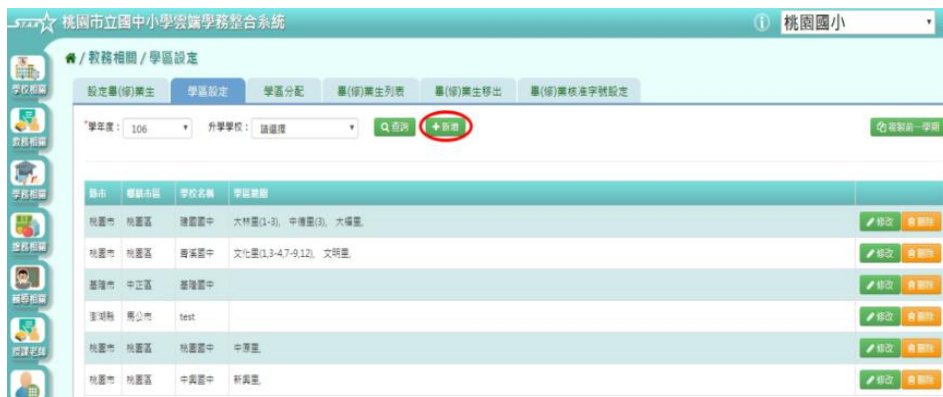 桃園市立國中小學雲端學務整合系統
桃園國小
/ 教務相關 / 學區設定
學校相關
設定畢(修)業生 學區設定 學區分配 畢(修)業生列表 畢(修)業生移出 畢(修)業核准字號設定
教務相關
*學年度： 106 升學學校： 請選擇 查詢 +新增 複製前一學期
學務相關
縣市 鄉鎮市區 學校名稱 學區範圍
桃園市 桃園區 建國國中 大林里(1-3), 中德里(3), 大福里, 修改 刪除
總務相關
桃園市 桃園區 青溪國中 文化里(1,3-4,7-9,12), 文明里, 修改 刪除
輔導相關
基隆市 中正區 基隆國中 修改 刪除
澎湖縣 馬公市 test 修改 刪除
授課老師
桃園市 桃園區 桃園國中 中原里, 修改 刪除
桃園市 桃園區 中興國中 新興里, 修改 刪除